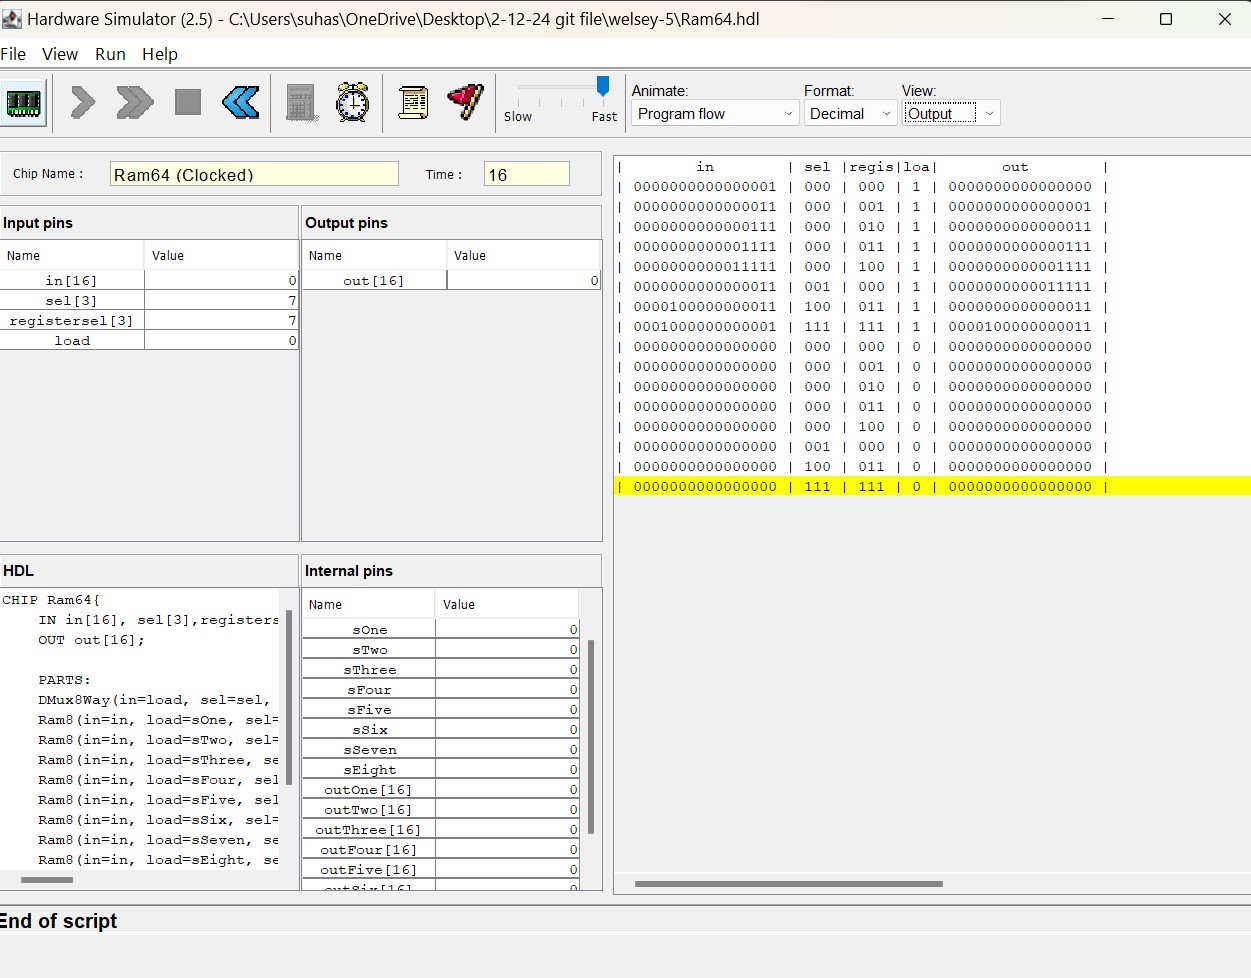 Hardware Simulator (2.5) - C:\Users\suhas\OneDrive\Desktop\2-12-24 git file\welsey-5\Ram64.hdl
File View Run Help
Slow Fast
Animate: Format: View:
Program flow Decimal Output
Chip Name : Ram64 (Clocked) Time : 16
Input pins
Name Value
in[16] 0
sel[3] 7
registersel[3] 7
load 0
Output pins
Name Value
out[16] 0
| in | sel |regis|loa| out |
| 0000000000000001 | 000 | 000 | 1 | 0000000000000000 |
| 0000000000000011 | 000 | 001 | 1 | 0000000000000001 |
| 0000000000000111 | 000 | 010 | 1 | 0000000000000011 |
| 0000000000001111 | 000 | 011 | 1 | 0000000000000111 |
| 0000000000011111 | 000 | 100 | 1 | 0000000000001111 |
| 0000000000000011 | 001 | 000 | 1 | 0000000000011111 |
| 0000100000000011 | 100 | 011 | 1 | 0000000000000011 |
| 0001000000000001 | 111 | 111 | 1 | 0000100000000011 |
| 0000000000000000 | 000 | 000 | 0 | 0000000000000000 |
| 0000000000000000 | 000 | 001 | 0 | 0000000000000000 |
| 0000000000000000 | 000 | 010 | 0 | 0000000000000000 |
| 0000000000000000 | 000 | 011 | 0 | 0000000000000000 |
| 0000000000000000 | 000 | 100 | 0 | 0000000000000000 |
| 0000000000000000 | 001 | 000 | 0 | 0000000000000000 |
| 0000000000000000 | 100 | 011 | 0 | 0000000000000000 |
| 0000000000000000 | 111 | 111 | 0 | 0000000000000000 |
HDL
CHIP Ram64{
IN in[16], sel[3],registers
OUT out[16];
PARTS:
DMux8Way(in=load, sel=sel,
Ram8(in=in, load=sOne, sel=
Ram8(in=in, load=sTwo, sel=
Ram8(in=in, load=sThree, se
Ram8(in=in, load=sFour, sel
Ram8(in=in, load=sFive, sel
Ram8(in=in, load=sSix, sel=
Ram8(in=in, load=sSeven, se
Ram8(in=in, load=sEight, se
Internal pins
Name Value
sOne 0
sTwo 0
sThree 0
sFour 0
sFive 0
sSix 0
sSeven 0
sEight 0
outOne[16] 0
outTwo[16] 0
outThree[16] 0
outFour[16] 0
outFive[16] 0
outSix[16] 0
End of script